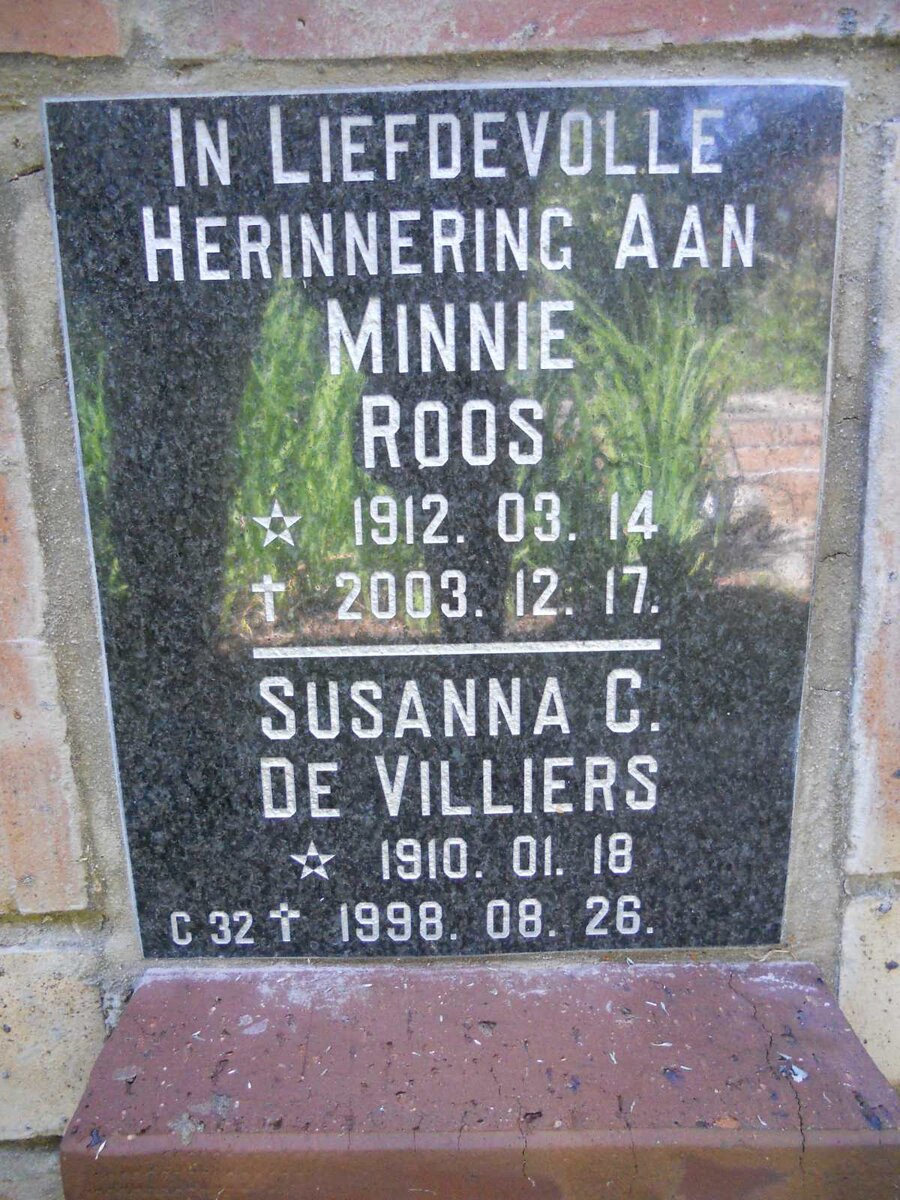 In Liefdevolle
Herinnering Aan
Minnie
Roos
☆ 1912. 03. 14
✝ 2003. 12. 17.
Susanna C.
De Villiers
☆ 1910. 01. 18
C 32 ✝ 1998. 08. 26.